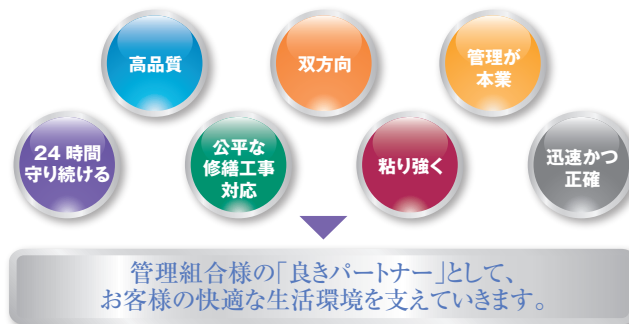 高品質
双方向
管理が
本業
24時間
守り続ける
公平な
修繕工事
対応
粘り強く
迅速かつ
正確
管理組合様の「良きパートナー」として、
お客様の快適な生活環境を支えていきます。